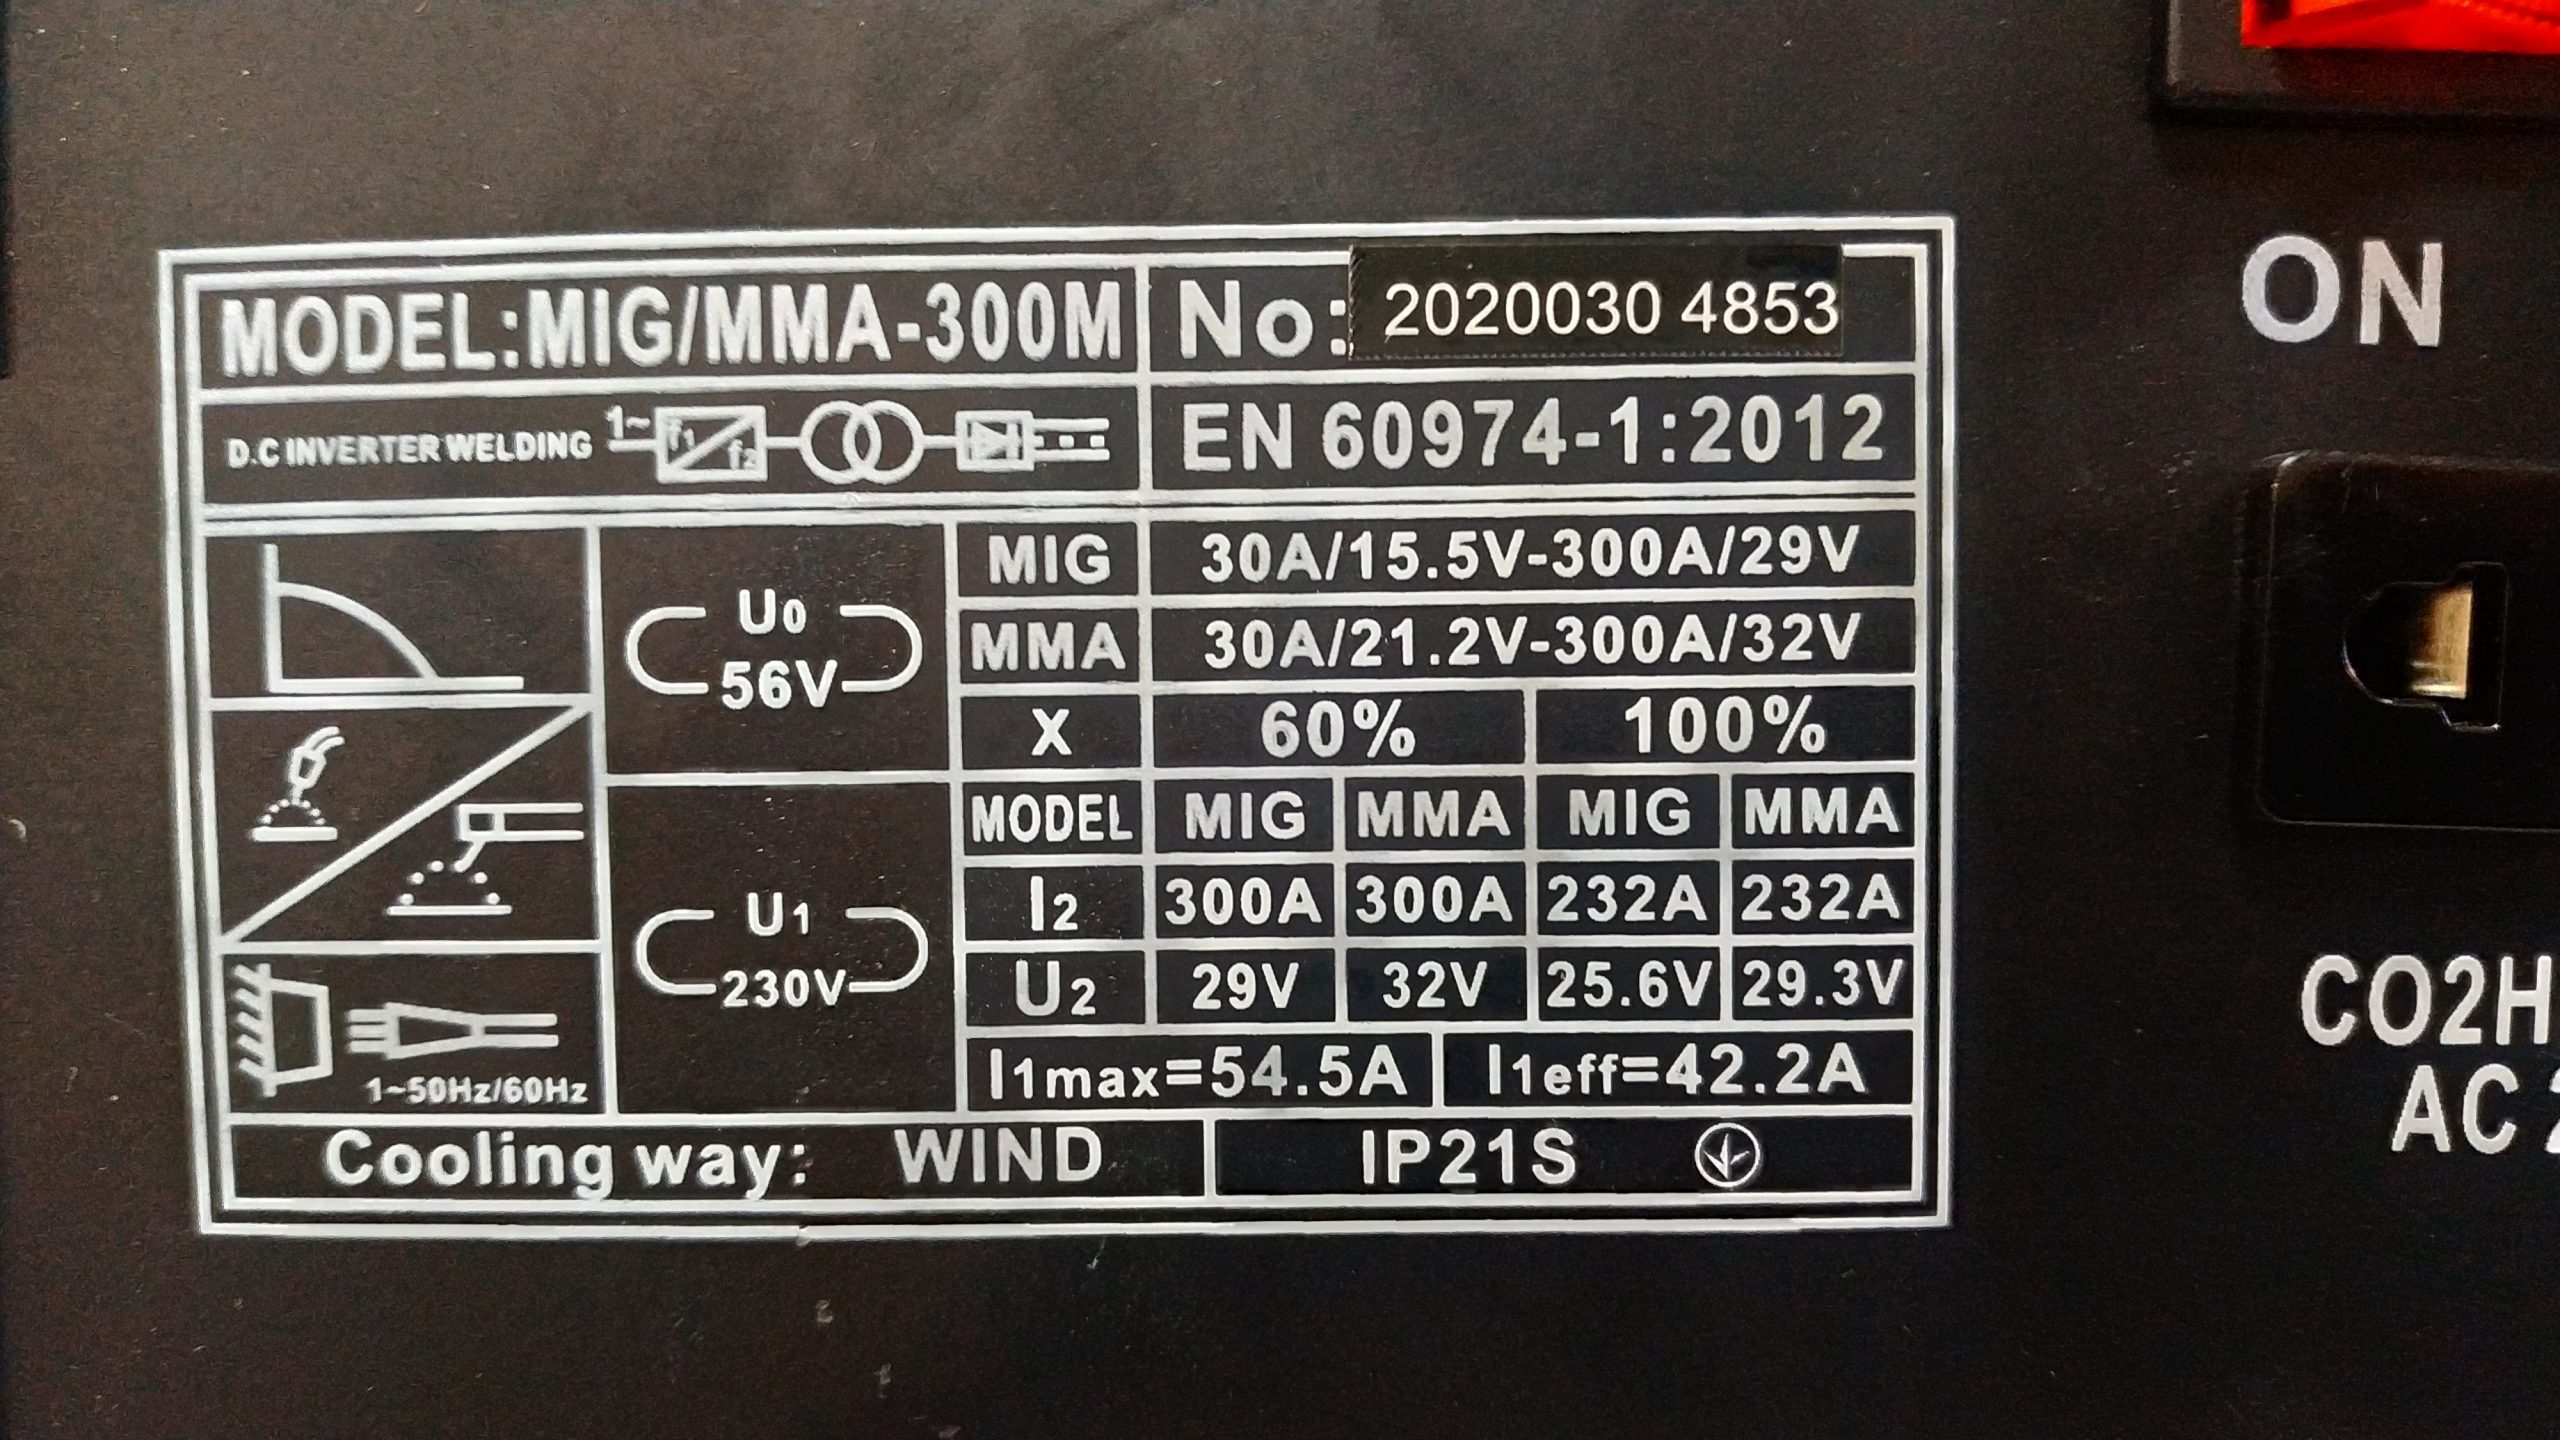 MODEL:MIG/MMA-300M No: 2020030 4853
D.C INVERTER WELDING 1~ f1 f2 EN 60974-1:2012
U0
56V
MIG 30A/15.5V-300A/29V
MMA 30A/21.2V-300A/32V
X 60% 100%
MODEL MIG MMA MIG MMA
U1
230V
I2 300A 300A 232A 232A
U2 29V 32V 25.6V 29.3V
1~50Hz/60Hz
I1max=54.5A I1eff=42.2A
Cooling way: WIND IP21S
ON
CO2H
AC